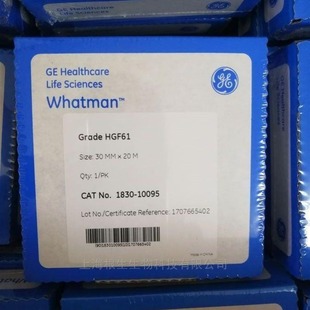 GE Healthcare
Life Sciences
Whatman™
Grade HGF61
Size: 30 MM x 20 M
Qty: 1/PK
CAT No. 1830-10095
Lot No./Certificate Reference: 1707665402